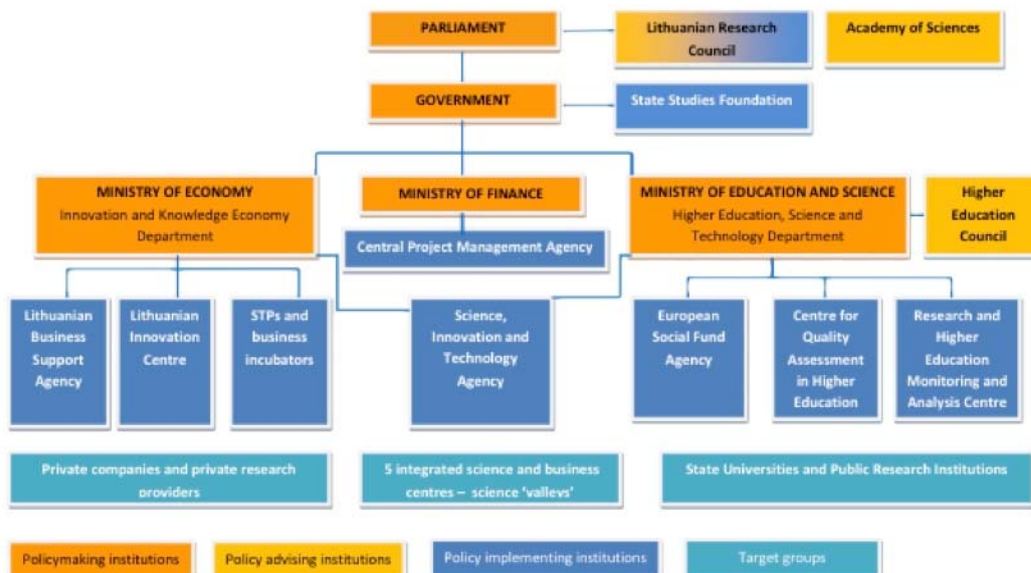 PARLIAMENT
Lithuanian Research
Council
Academy of Sciences
GOVERNMENT
State Studies Foundation
MINISTRY OF ECONOMY
Innovation and Knowledge Economy
Department
MINISTRY OF FINANCE
MINISTRY OF EDUCATION AND SCIENCE
Higher Education, Science and
Technology Department
Higher
Education
Council
Central Project Management Agency
Lithuanian
Business
Support
Agency
Lithuanian
Innovation
Centre
STPs and
business
incubators
Science,
Innovation and
Technology
Agency
European
Social Fund
Agency
Centre for
Quality
Assessment
in Higher
Education
Research and
Higher
Education
Monitoring and
Analysis Centre
Private companies and private research
providers
5 integrated science and business
centres – science 'valleys'
State Universities and Public Research Institutions
Policymaking institutions
Policy advising institutions
Policy implementing institutions
Target groups